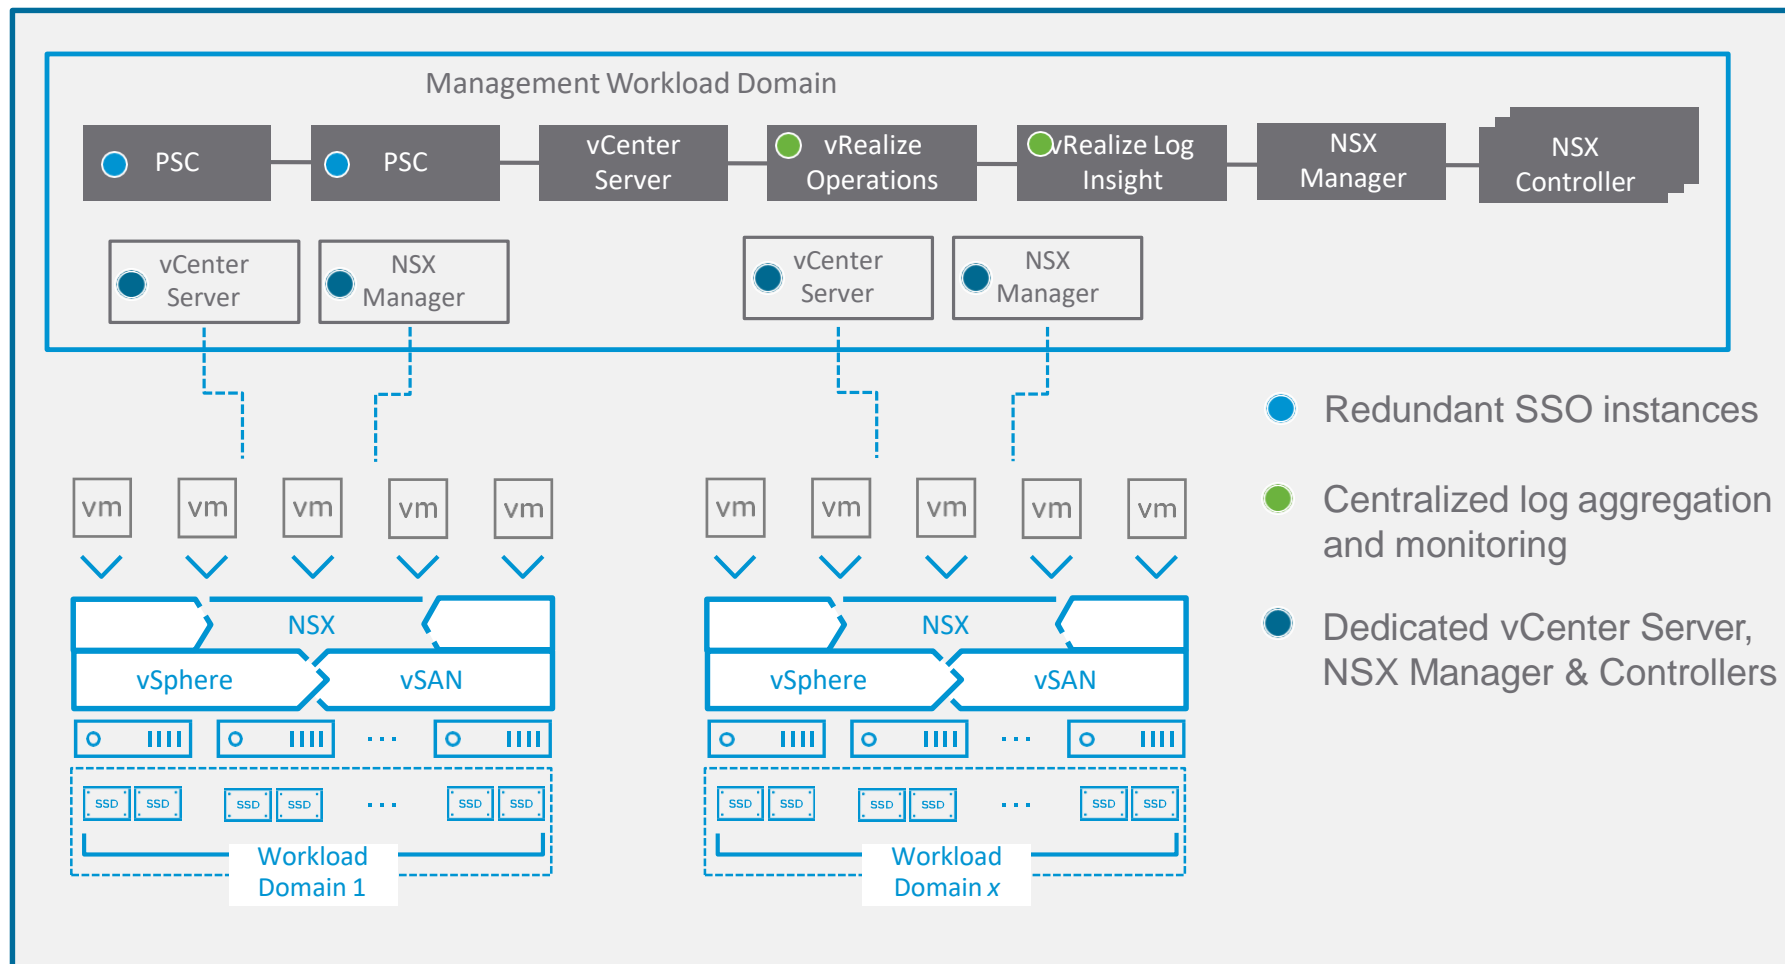 Management Workload Domain
PSC
PSC
vCenter
Server
vRealize
Operations
vRealize Log
Insight
NSX
Manager
NSX
Controller
vCenter
Server
NSX
Manager
vCenter
Server
NSX
Manager
Redundant SSO instances
Centralized log aggregation
and monitoring
Dedicated vCenter Server,
NSX Manager & Controllers
vm vm vm vm vm
NSX
vSphere vSAN
...
SSD SSD SSD SSD ... SSD SSD
Workload
Domain 1
vm vm vm vm vm
NSX
vSphere vSAN
...
SSD SSD SSD SSD ... SSD SSD
Workload
Domain x